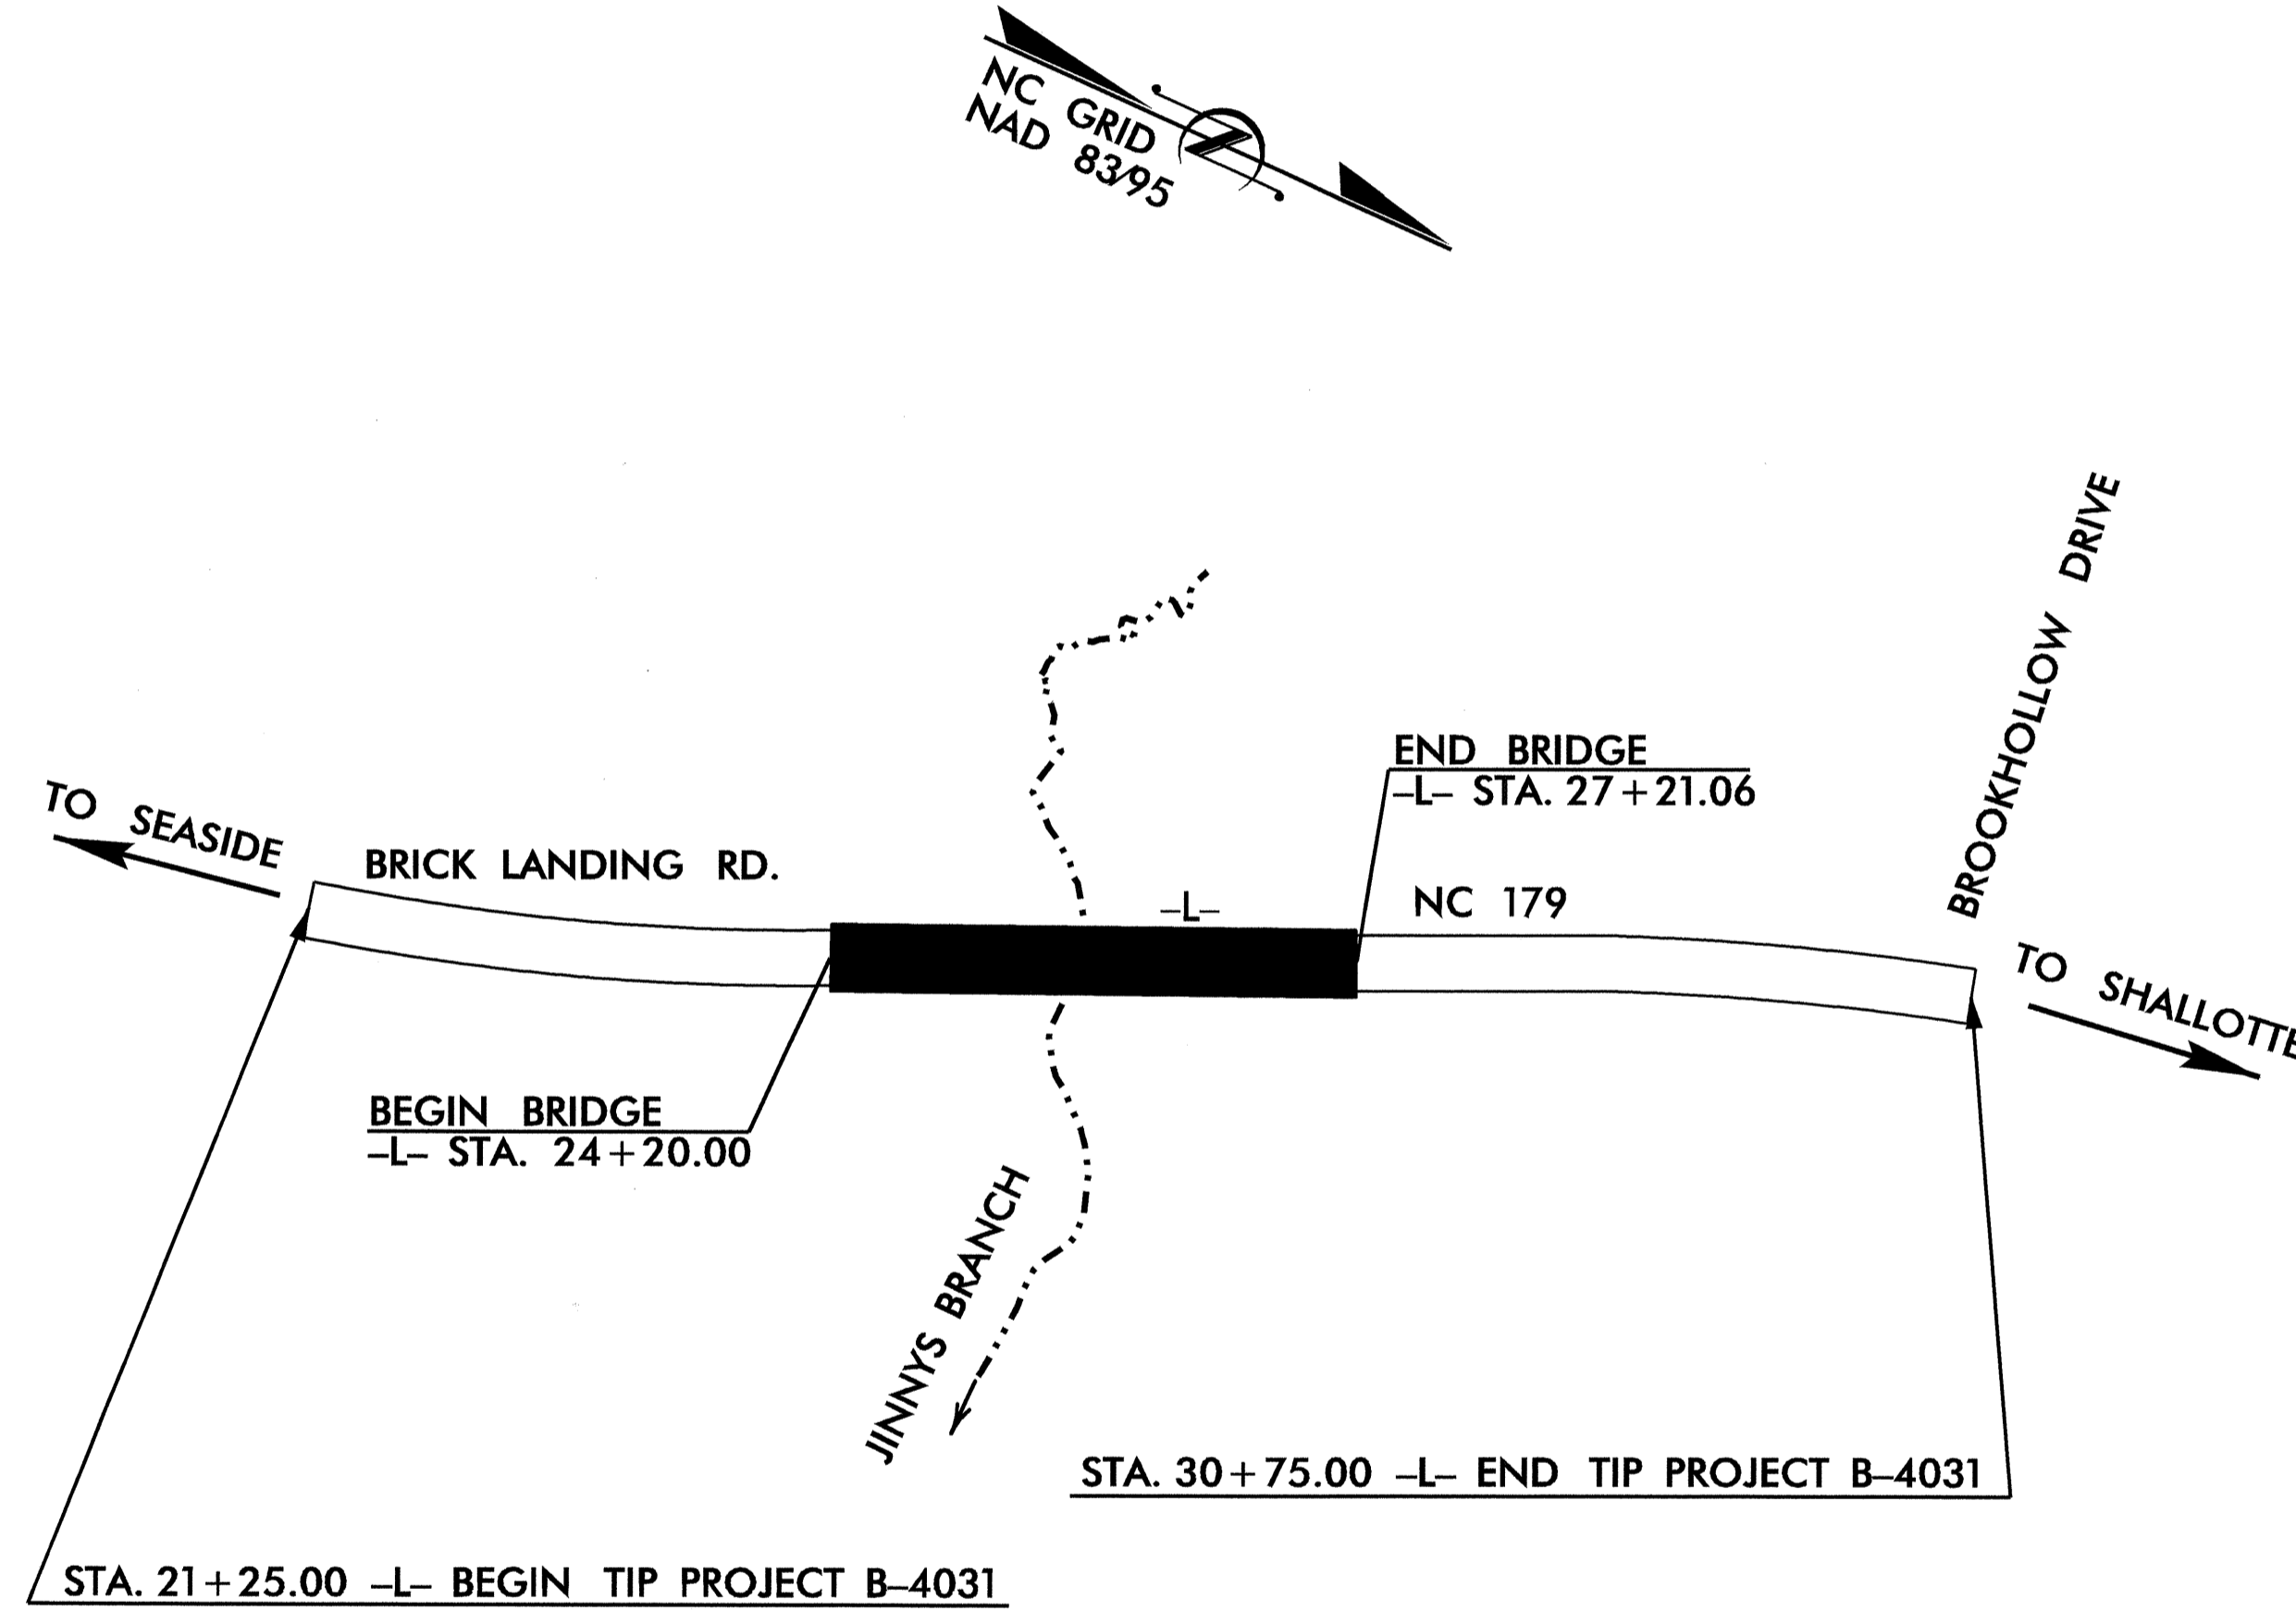 NC GRID
NAD 83/95
BROOKHOLLOW DRIVE
END BRIDGE
-L- STA. 27+21.06
TO SEASIDE
BRICK LANDING RD.
-L-
NC 179
TO SHALLOTTE
BEGIN BRIDGE
-L- STA. 24+20.00
JINNYS BRANCH
STA. 30+75.00 -L- END TIP PROJECT B-4031
STA. 21+25.00 -L- BEGIN TIP PROJECT B-4031